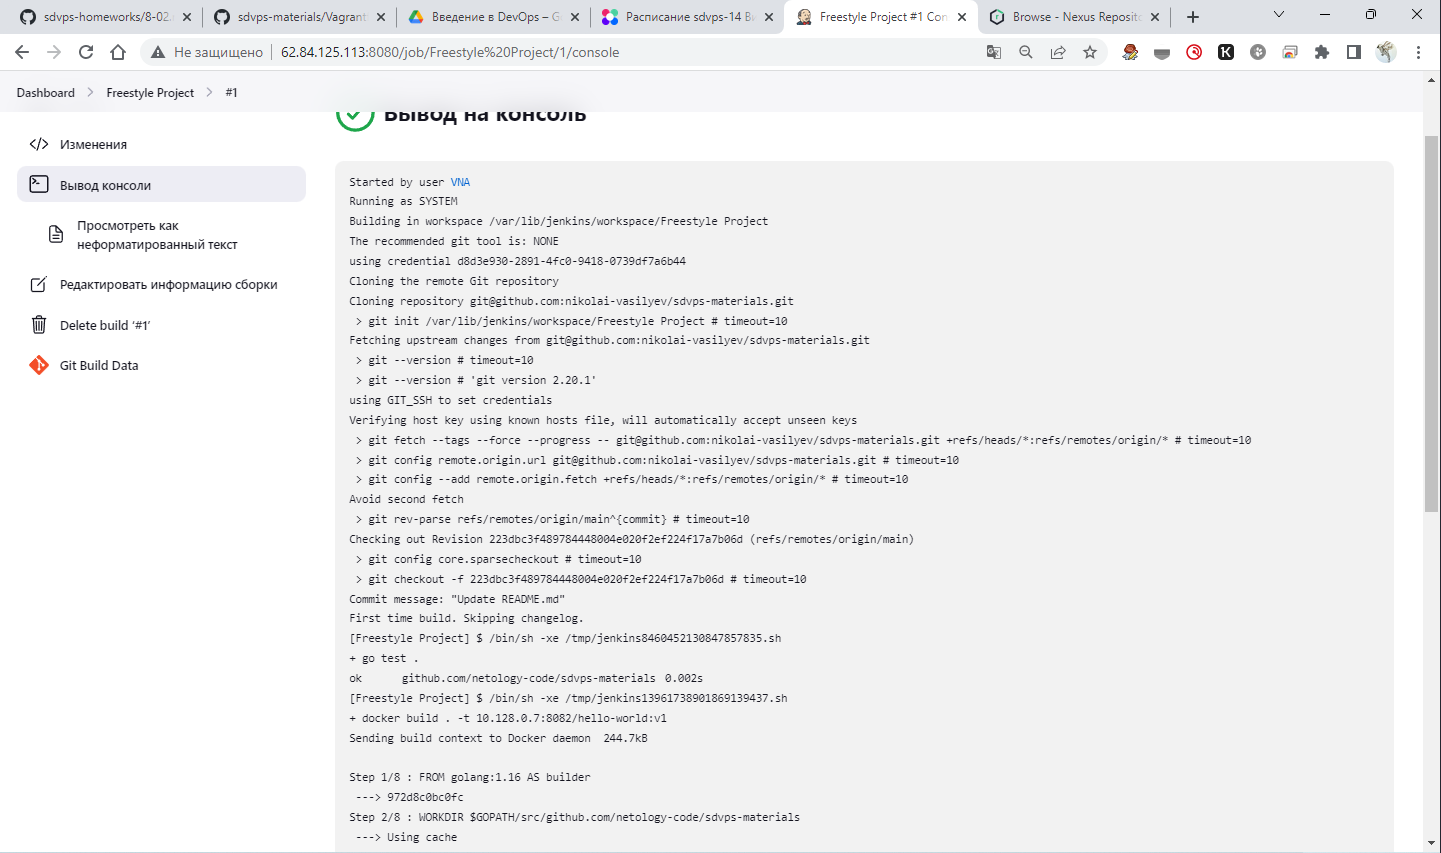 sdvps-homeworks/8-02.
sdvps-materials/Vagrant
Введение в DevOps – G
Расписание sdvps-14 В
Freestyle Project #1 Con
Browse - Nexus Reposito
Не защищено
62.84.125.113:8080/job/Freestyle%20Project/1/console
Dashboard
Freestyle Project
#1
Вывод на консоль
Изменения
Вывод консоли
Просмотреть как
неформатированный текст
Редактировать информацию сборки
Delete build ‘#1’
Git Build Data
Started by user VNA
Running as SYSTEM
Building in workspace /var/lib/jenkins/workspace/Freestyle Project
The recommended git tool is: NONE
using credential d8d3e930-2891-4fc0-9418-0739df7a6b44
Cloning the remote Git repository
Cloning repository git@github.com:nikolai-vasilyev/sdvps-materials.git
> git init /var/lib/jenkins/workspace/Freestyle Project # timeout=10
Fetching upstream changes from git@github.com:nikolai-vasilyev/sdvps-materials.git
> git --version # timeout=10
> git --version # 'git version 2.20.1'
using GIT_SSH to set credentials
Verifying host key using known hosts file, will automatically accept unseen keys
> git fetch --tags --force --progress -- git@github.com:nikolai-vasilyev/sdvps-materials.git +refs/heads/*:refs/remotes/origin/* # timeout=10
> git config remote.origin.url git@github.com:nikolai-vasilyev/sdvps-materials.git # timeout=10
> git config --add remote.origin.fetch +refs/heads/*:refs/remotes/origin/* # timeout=10
Avoid second fetch
> git rev-parse refs/remotes/origin/main^{commit} # timeout=10
Checking out Revision 223dbc3f489784448004e020f2ef224f17a7b06d (refs/remotes/origin/main)
> git config core.sparsecheckout # timeout=10
> git checkout -f 223dbc3f489784448004e020f2ef224f17a7b06d # timeout=10
Commit message: "Update README.md"
First time build. Skipping changelog.
[Freestyle Project] $ /bin/sh -xe /tmp/jenkins8460452130847857835.sh
+ go test .
ok github.com/netology-code/sdvps-materials 0.002s
[Freestyle Project] $ /bin/sh -xe /tmp/jenkins13961738901869139437.sh
+ docker build . -t 10.128.0.7:8082/hello-world:v1
Sending build context to Docker daemon 244.7kB
Step 1/8 : FROM golang:1.16 AS builder
---> 972d8c0bc0fc
Step 2/8 : WORKDIR $GOPATH/src/github.com/netology-code/sdvps-materials
---> Using cache